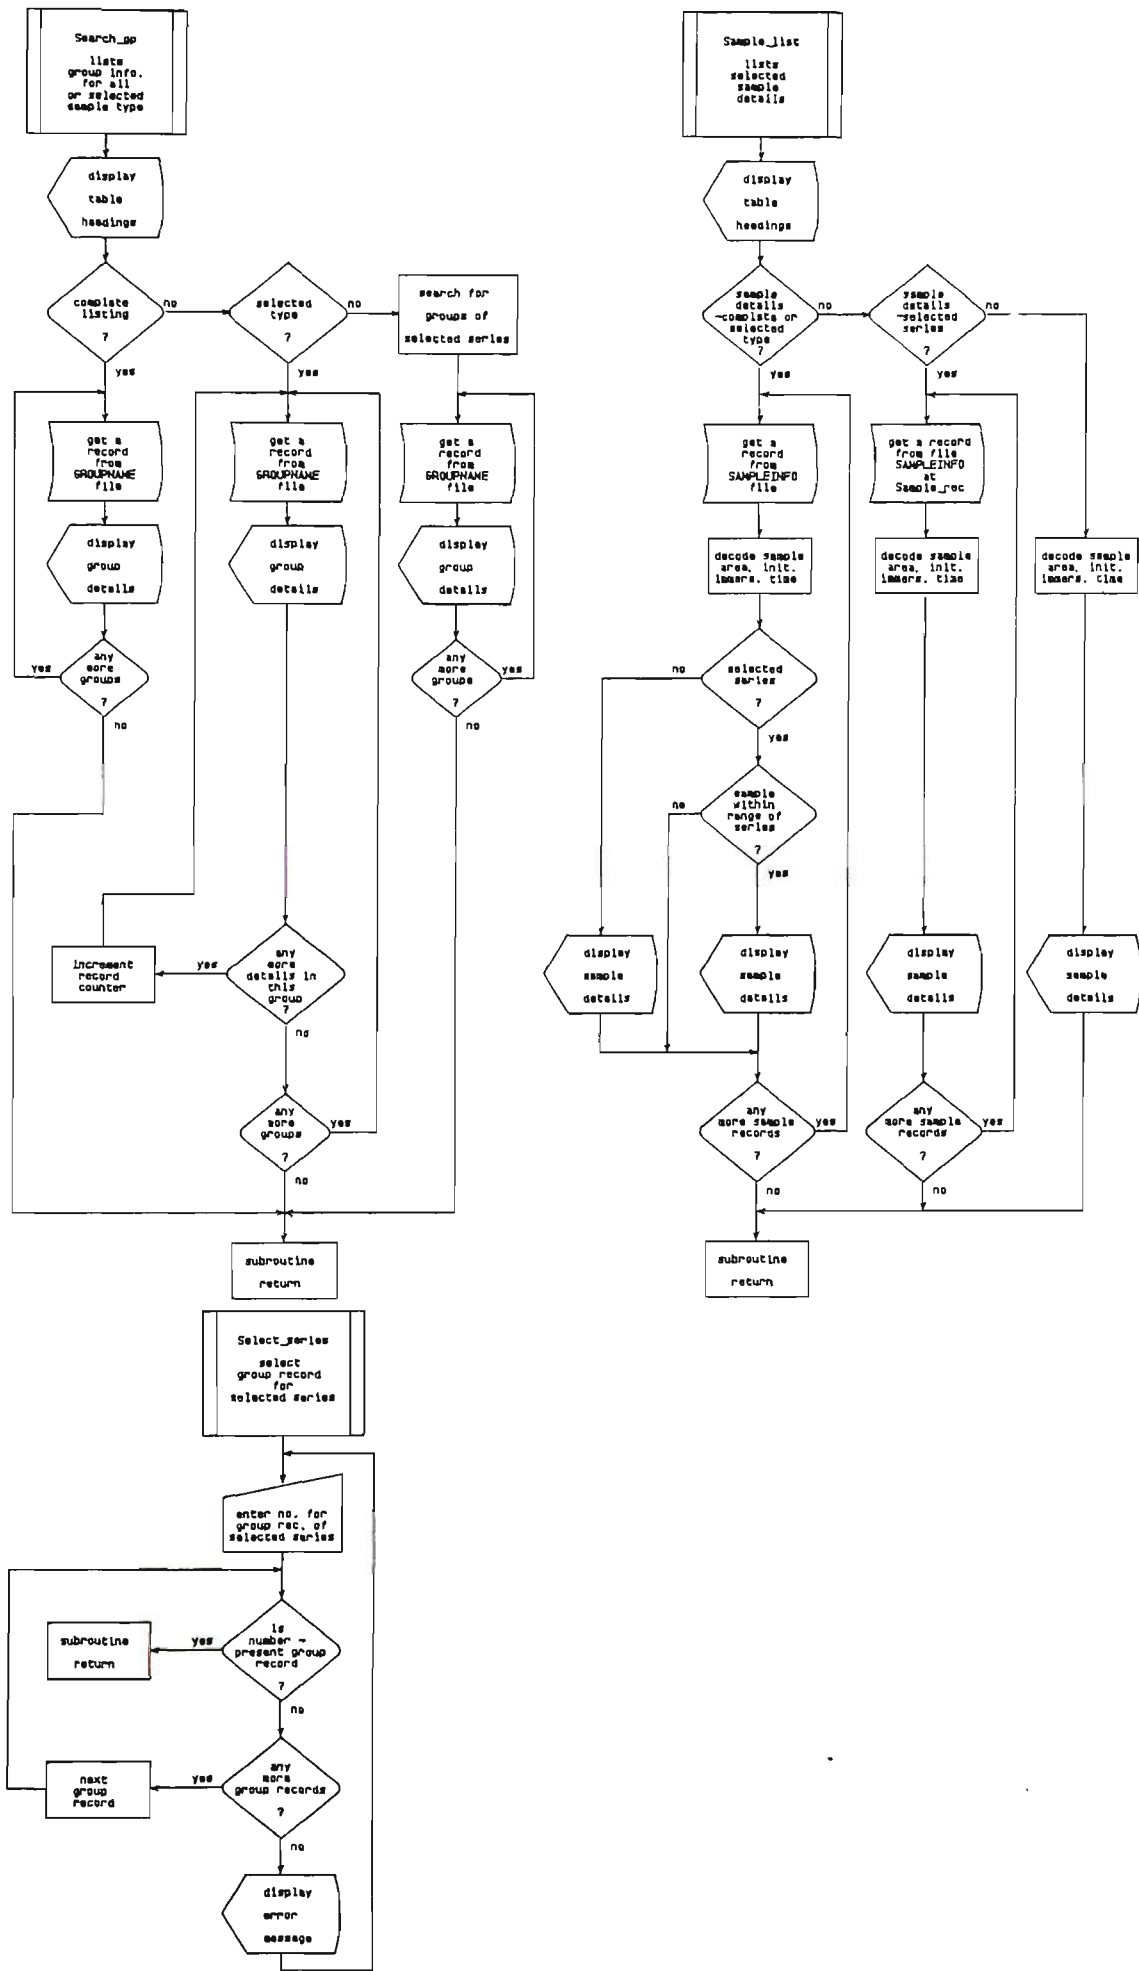 Search_gp
lists
group info.
for all
or selected
sample type
display
table
headings
complete
listing
?
no
yes
selected
type
?
no
yes
search for
groups of
selected series
get a
record
from
GROUPNAME
file
display
group
details
any
more
groups
?
yes
no
get a
record
from
GROUPNAME
file
display
group
details
any
more
details in
this
group
?
yes
no
increment
record
counter
any
more
groups
?
yes
no
get a
record
from
GROUPNAME
file
display
group
details
any
more
groups
?
yes
no
subroutine
return
Sample_list
lists
selected
sample
details
display
table
headings
sample
details
-complete or
selected
type
?
no
yes
sample
details
-selected
series
?
no
yes
get a
record
from
SAMPLEINFO
file
decode sample
area, init.
immers. time
selected
series
?
no
yes
sample
within
range of
series
?
no
yes
display
sample
details
display
sample
details
any
more sample
records
?
yes
no
get a record
from file
SAMPLEINFO
at
Sample_rec
decode sample
area, init.
immers. time
display
sample
details
any
more sample
records
?
yes
no
decode sample
area, init.
immers. time
display
sample
details
subroutine
return
Select_series
select
group record
for
selected series
enter no. for
group rec. of
selected series
is
number =
present group
record
?
yes
no
subroutine
return
any
more
group records
?
yes
no
next
group
record
display
error
message